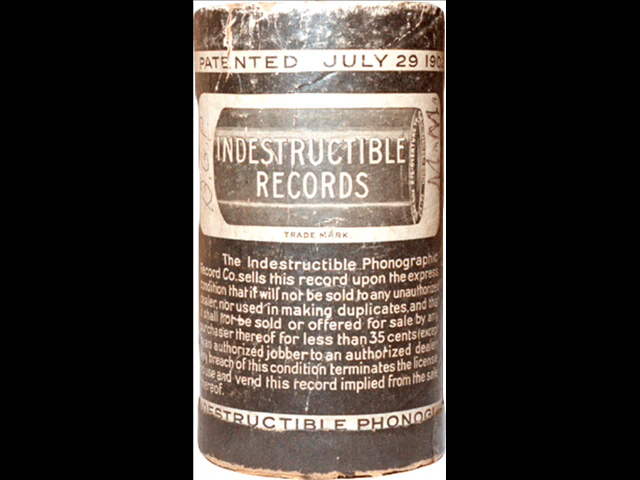 PATENTED JULY 29 190
INDESTRUCTIBLE
RECORDS
TRADE MARK.
The Indestructible Phonographic
Record Co. sells this record upon the express
condition that it will not be sold to any unauthorized
dealer, nor used in making duplicates, and that
it shall not be sold or offered for sale by any
purchaser thereof for less than 35 cents (except
by an authorized jobber to an authorized dealer
Any breach of this condition terminates the license
to use and vend this record implied from the sale
thereof.
INDESTRUCTIBLE PHONOG
M.M.